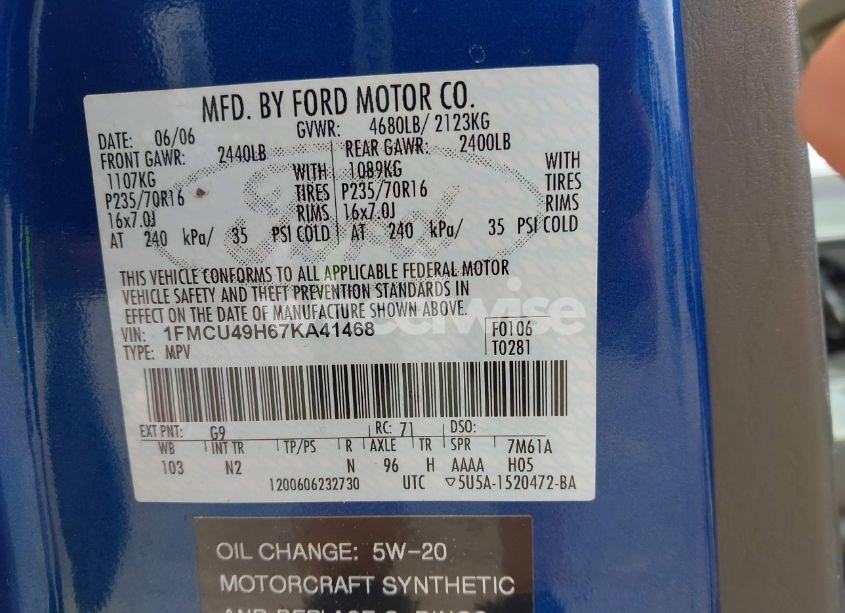 MFD. BY FORD MOTOR CO.
DATE: 06/06 GVWR: 4680LB/ 2123KG
FRONT GAWR: 2440LB REAR GAWR: 2400LB
1107KG WITH 1089KG WITH
P235/70R16 TIRES P235/70R16 TIRES
16x7.0J RIMS 16x7.0J RIMS
AT 240 kPa/ 35 PSI COLD AT 240 kPa/ 35 PSI COLD
THIS VEHICLE CONFORMS TO ALL APPLICABLE FEDERAL MOTOR
VEHICLE SAFETY AND THEFT PREVENTION STANDARDS IN
EFFECT ON THE DATE OF MANUFACTURE SHOWN ABOVE.
VIN: 1FMCU49H67KA41468 F0106
TYPE: MPV T0281
EXT PNT: G9 RC: 71 DSO:
WB INT TR TP/PS R AXLE TR SPR 7M61A
103 N2 N 96 H AAAA H05
1200606232730 UTC ▽5U5A-1520472-BA
OIL CHANGE: 5W-20
MOTORCRAFT SYNTHETIC